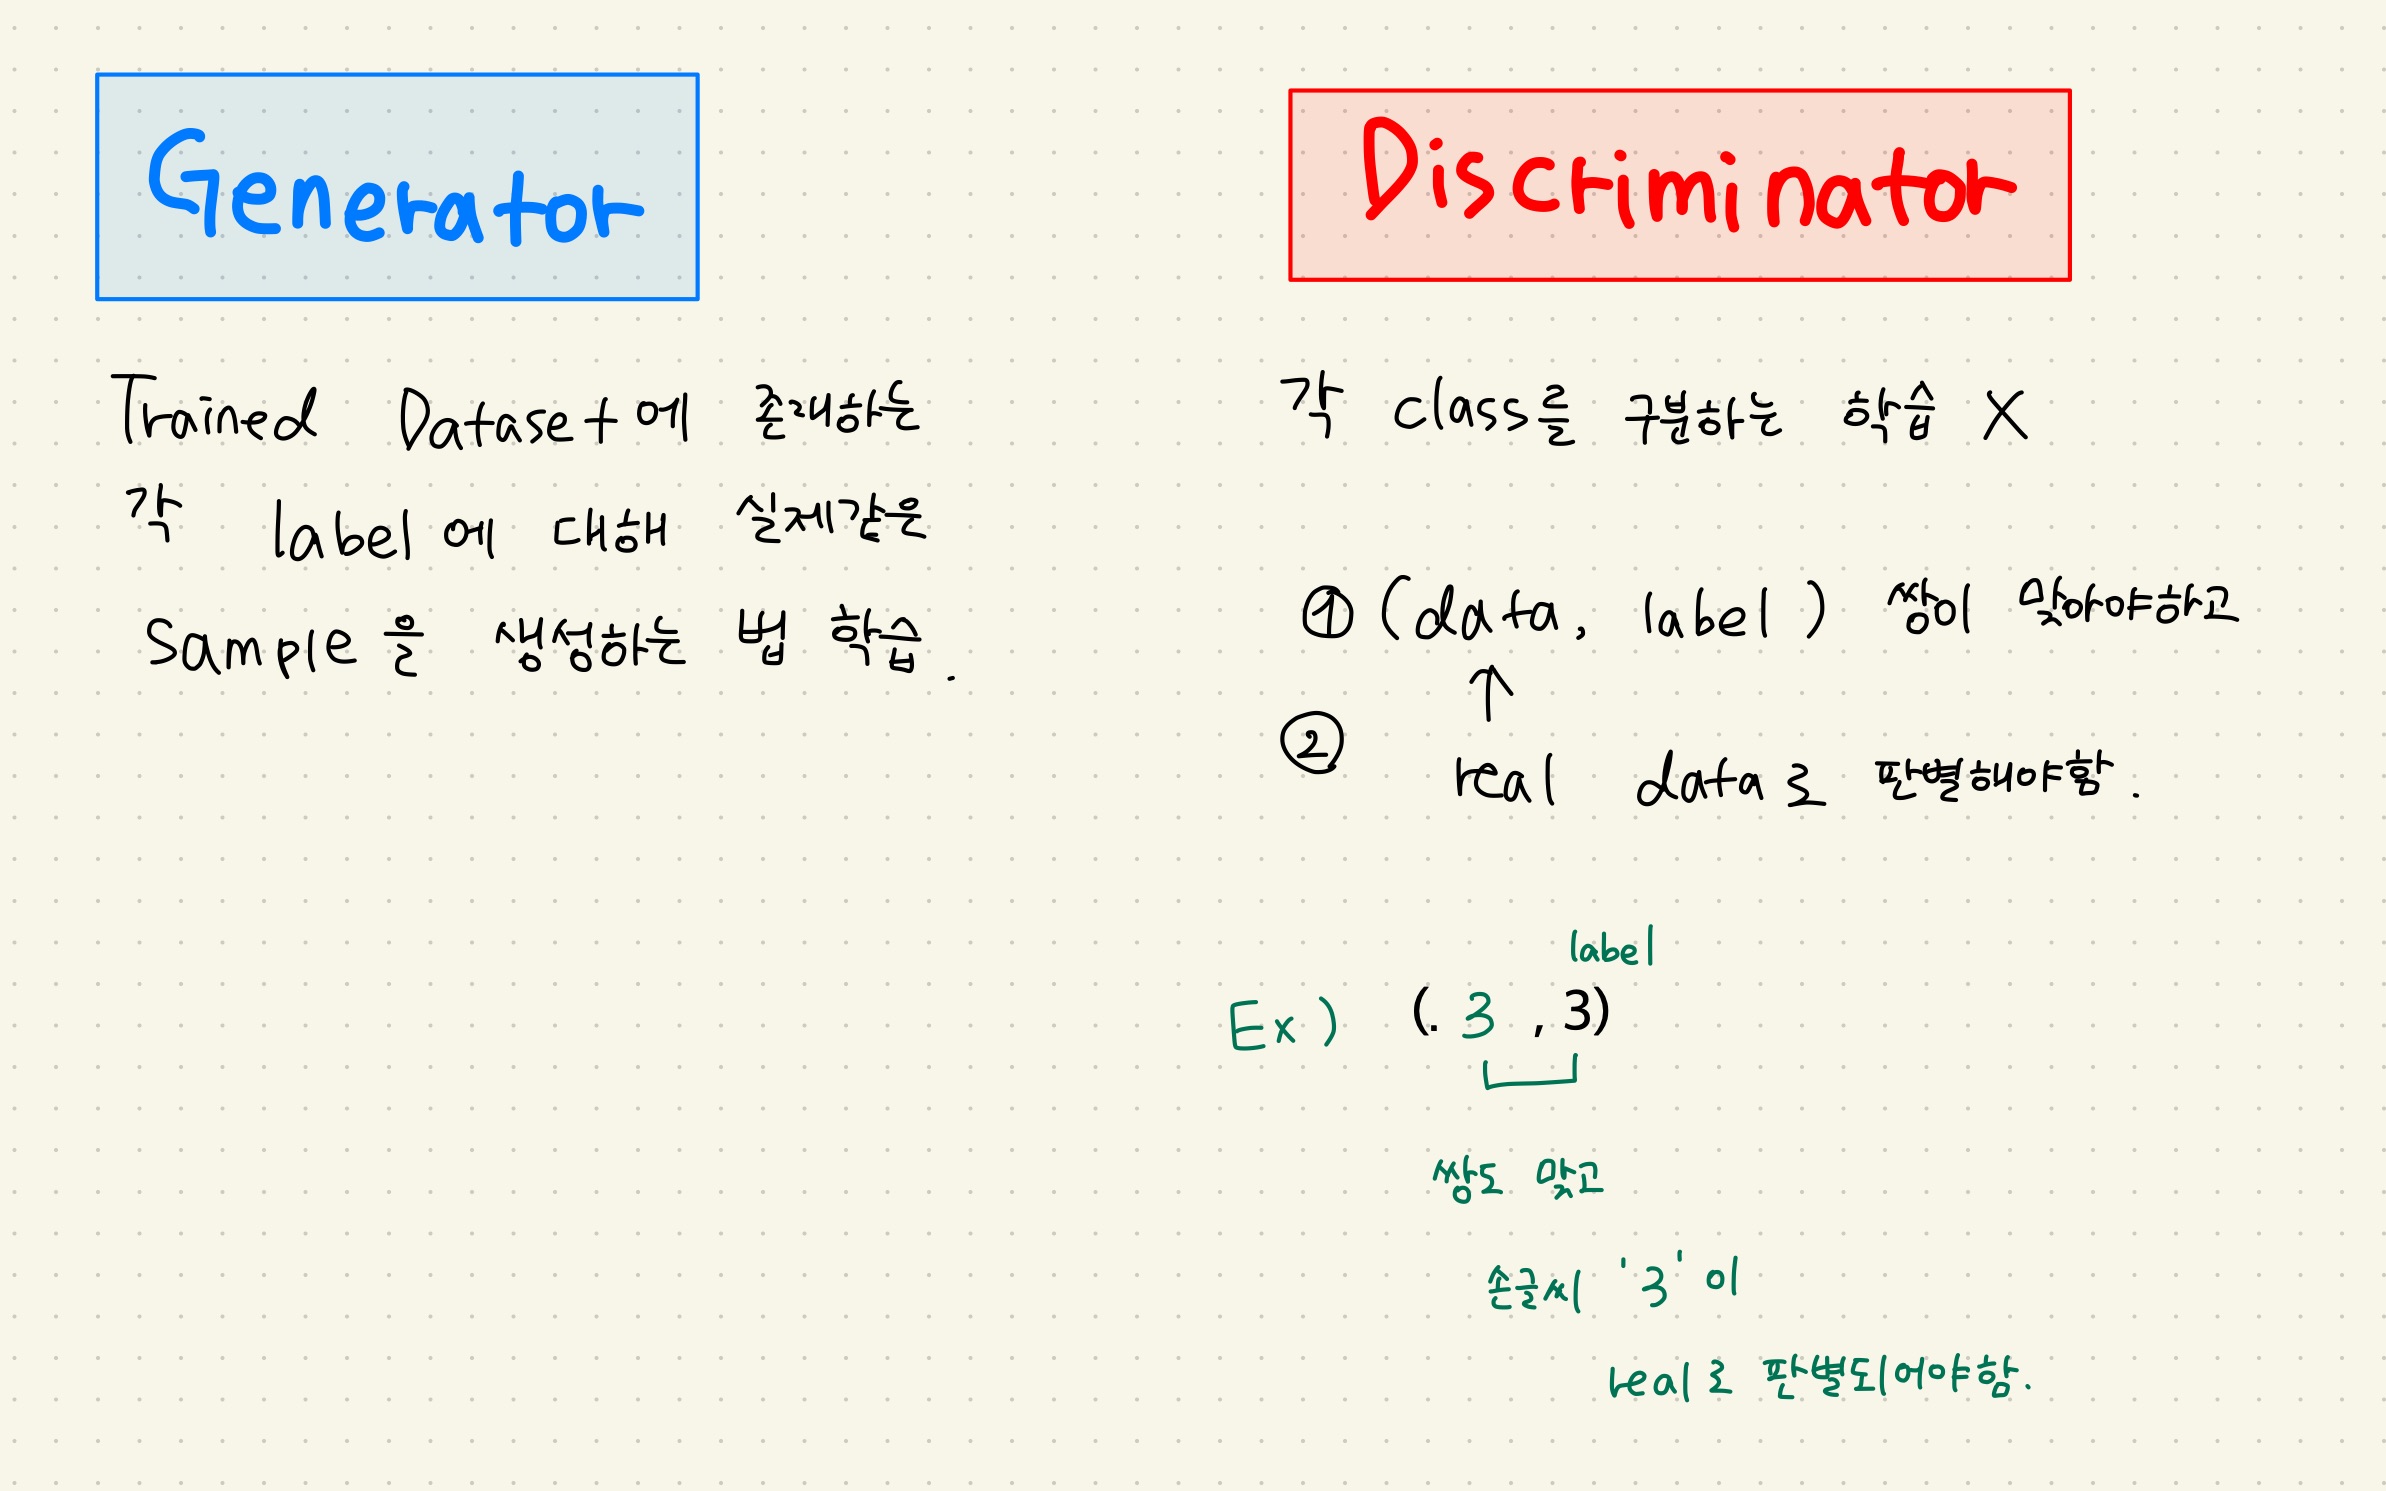 Generator
Trained Dataset에 존재하는
각 label에 대해 실제같은
Sample을 생성하는 법 학습.
Discriminator
각 class를 구분하는 학습 X
① (data, label) 쌍이 맞아야하고
↑
② real data로 판별해야함.
label
Ex) (. 3 , 3)
쌍도 맞고
손글씨 '3'이
real로 판별되어야함.